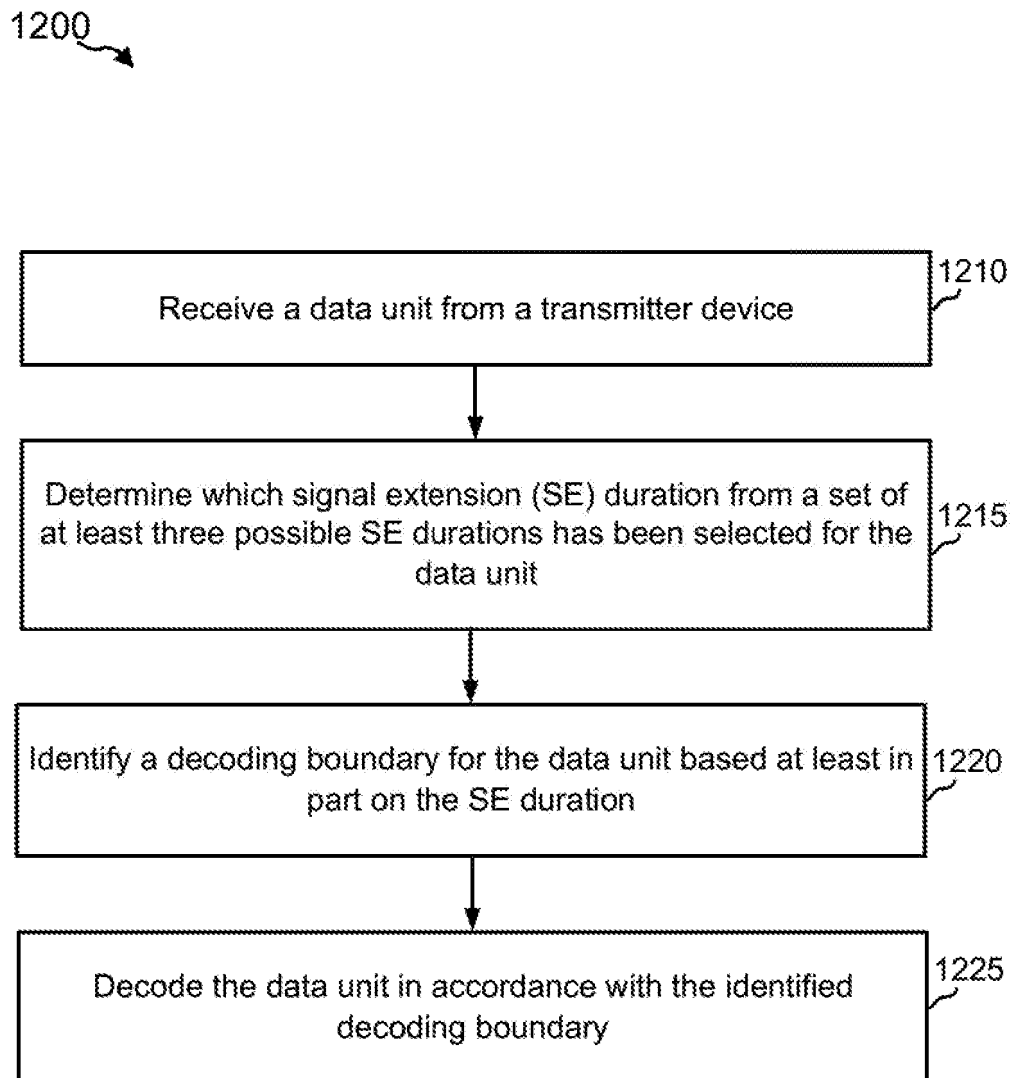 1200
Receive a data unit from a transmitter device
1210
Determine which signal extension (SE) duration from a set of
at least three possible SE durations has been selected for the
data unit
1215
Identify a decoding boundary for the data unit based at least in
part on the SE duration
1220
Decode the data unit in accordance with the identified
decoding boundary
1225